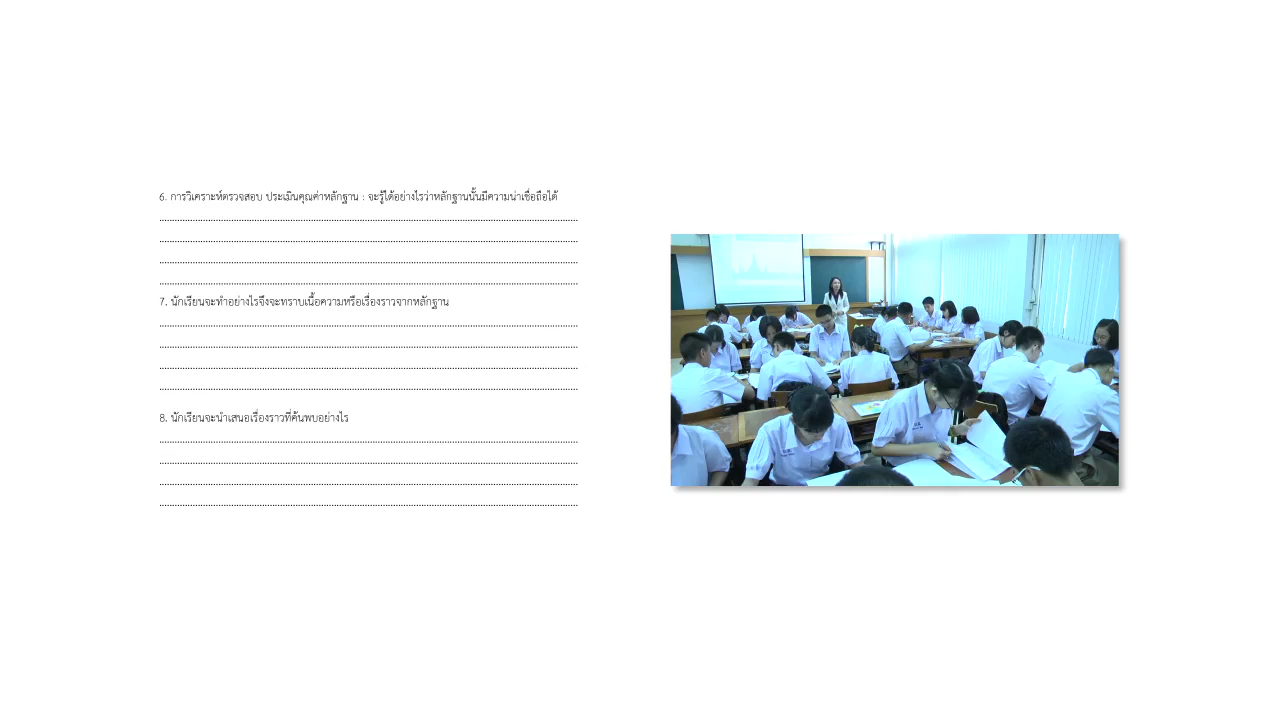 6. การวิเคราะห์ตรวจสอบ ประเมินคุณค่าหลักฐาน : จะรู้ได้อย่างไรว่าหลักฐานนั้นมีความน่าเชื่อถือได้
7. นักเรียนจะทำอย่างไรจึงจะทราบเนื้อความหรือเรื่องราวจากหลักฐาน
8. นักเรียนจะนำเสนอเรื่องราวที่ค้นพบอย่างไร